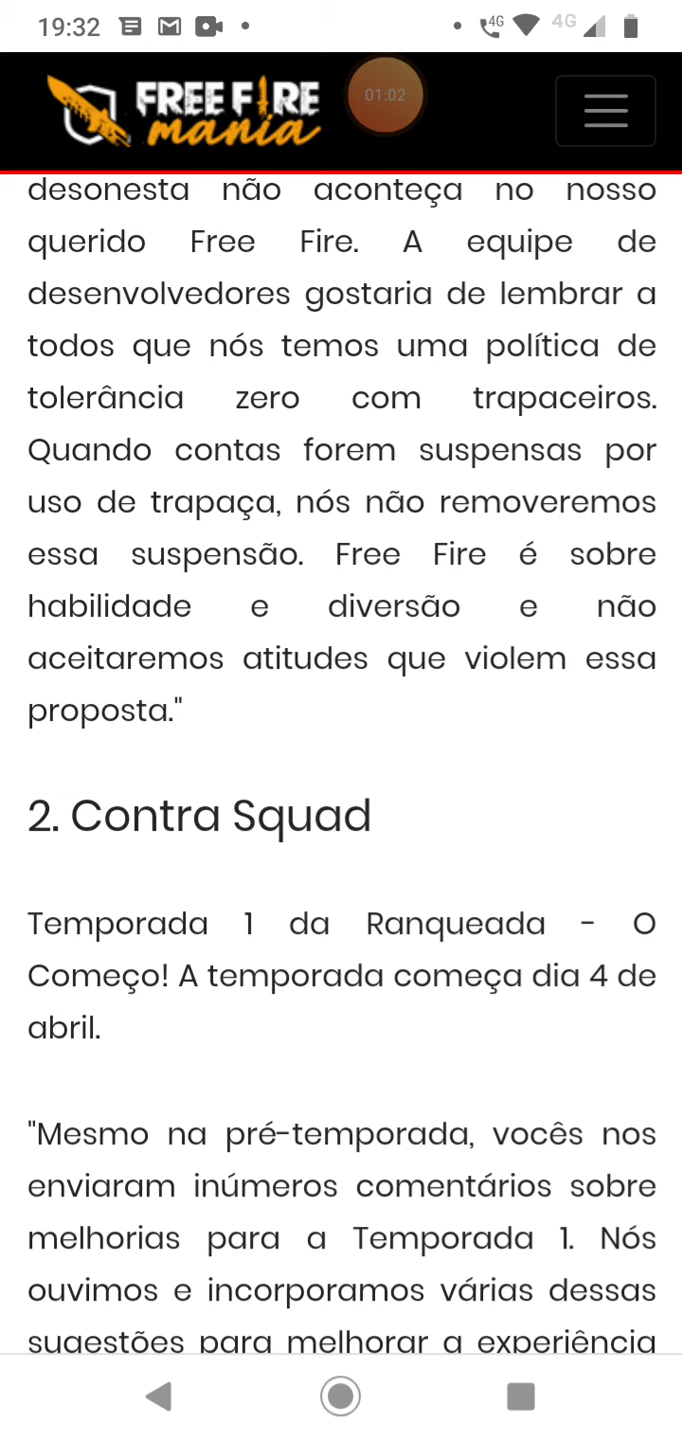 19:32
4G
4G
FREE FIRE
mania
01:02
desonesta não aconteça no nosso
querido Free Fire. A equipe de
desenvolvedores gostaria de lembrar a
todos que nós temos uma política de
tolerância zero com trapaceiros.
Quando contas forem suspensas por
uso de trapaça, nós não removeremos
essa suspensão. Free Fire é sobre
habilidade e diversão e não
aceitaremos atitudes que violem essa
proposta."
2. Contra Squad
Temporada 1 da Ranqueada - O
Começo! A temporada começa dia 4 de
abril.
"Mesmo na pré-temporada, vocês nos
enviaram inúmeros comentários sobre
melhorias para a Temporada 1. Nós
ouvimos e incorporamos várias dessas
sugestões para melhorar a experiência